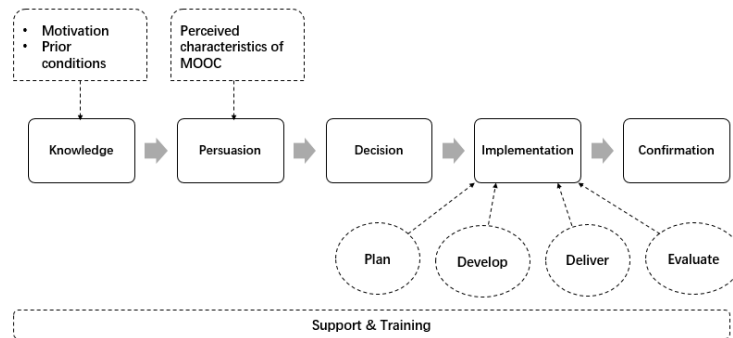 • Motivation
• Prior
conditions
Perceived
characteristics of
MOOC
Knowledge
Persuasion
Decision
Implementation
Confirmation
Plan
Develop
Deliver
Evaluate
Support & Training